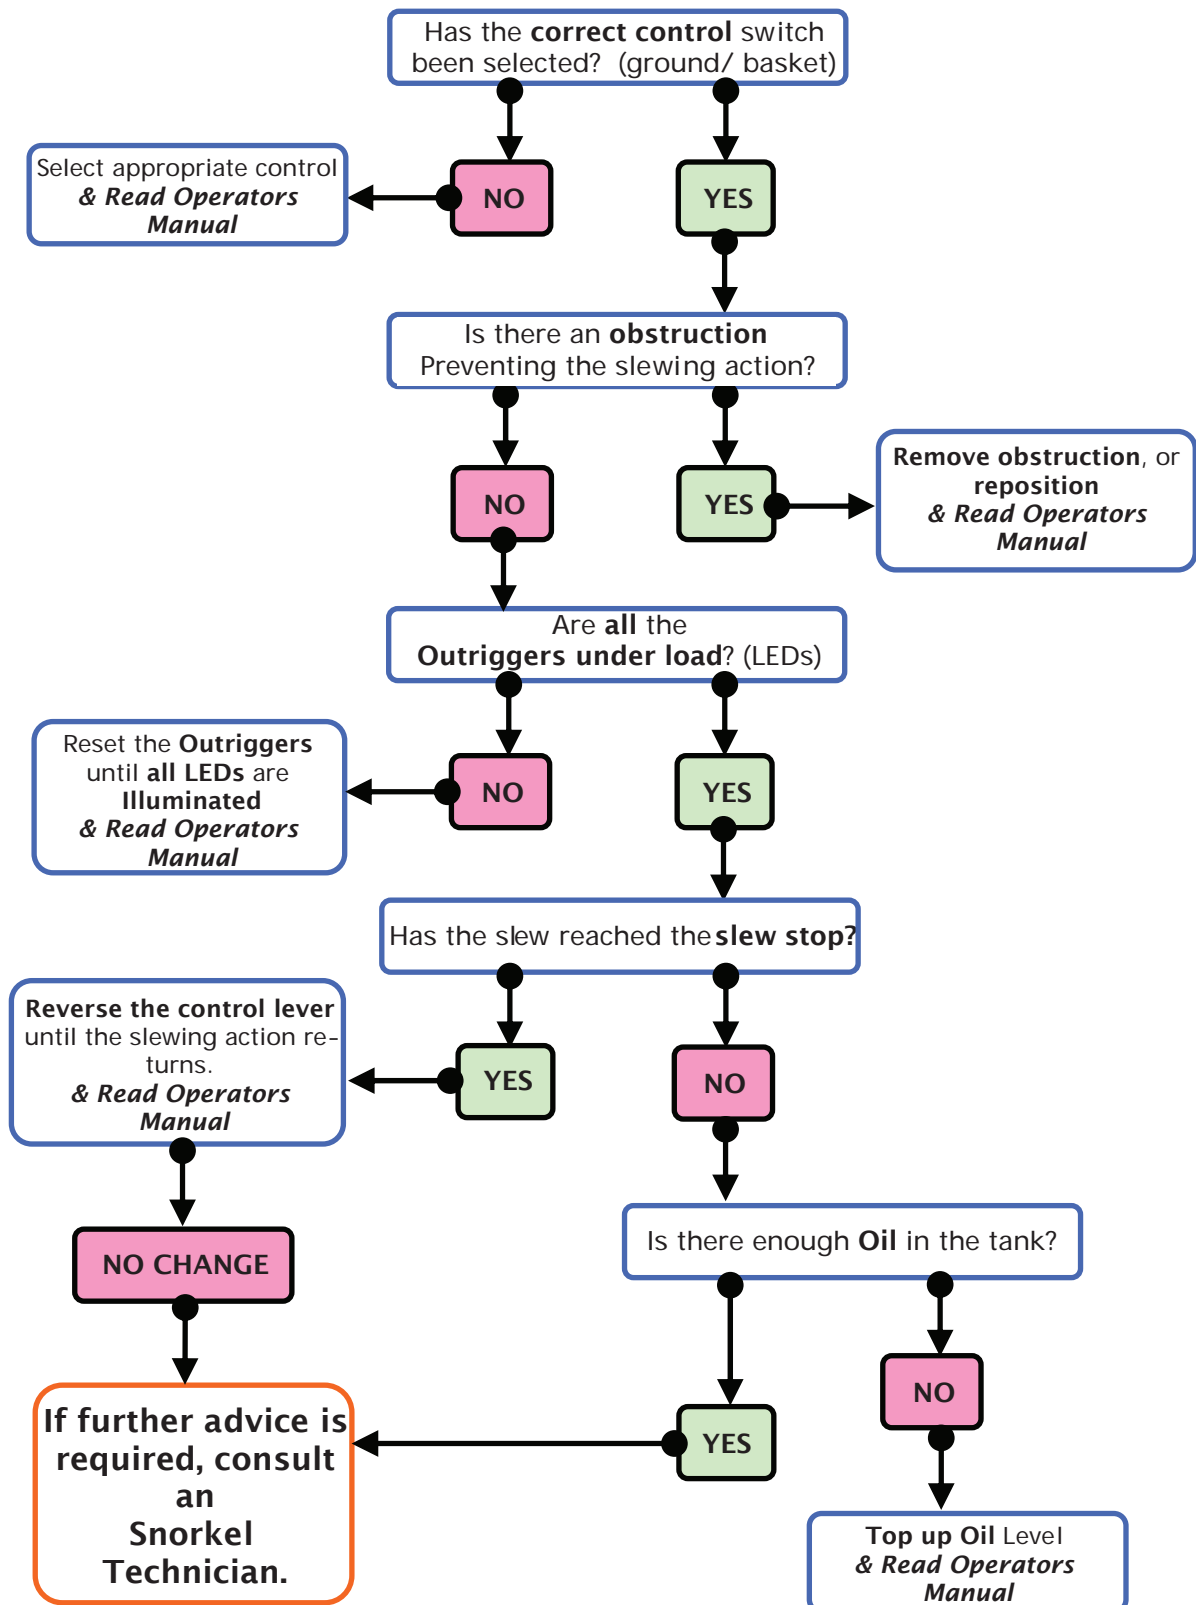 Has the correct control switch
been selected? (ground/ basket)
NO
YES
Select appropriate control
& Read Operators
Manual
Is there an obstruction
Preventing the slewing action?
NO
YES
Remove obstruction, or
reposition
& Read Operators
Manual
Are all the
Outriggers under load? (LEDs)
NO
YES
Reset the Outriggers
until all LEDs are
Illuminated
& Read Operators
Manual
Has the slew reached the slew stop?
YES
NO
Reverse the control lever
until the slewing action re-
turns.
& Read Operators
Manual
NO CHANGE
Is there enough Oil in the tank?
YES
NO
If further advice is
required, consult
an
Snorkel
Technician.
Top up Oil Level
& Read Operators
Manual